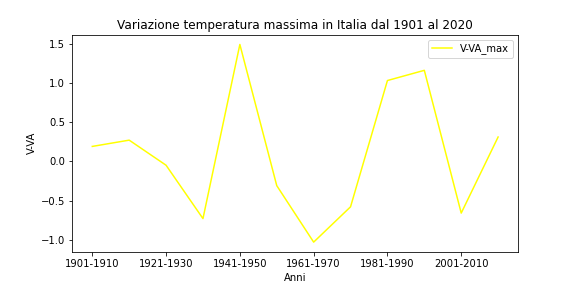 Variazione temperatura massima in Italia dal 1901 al 2020
V-VA_max
1.5
1.0
0.5
0.0
−0.5
−1.0
V-VA
1901-1910 1921-1930 1941-1950 1961-1970 1981-1990 2001-2010
Anni